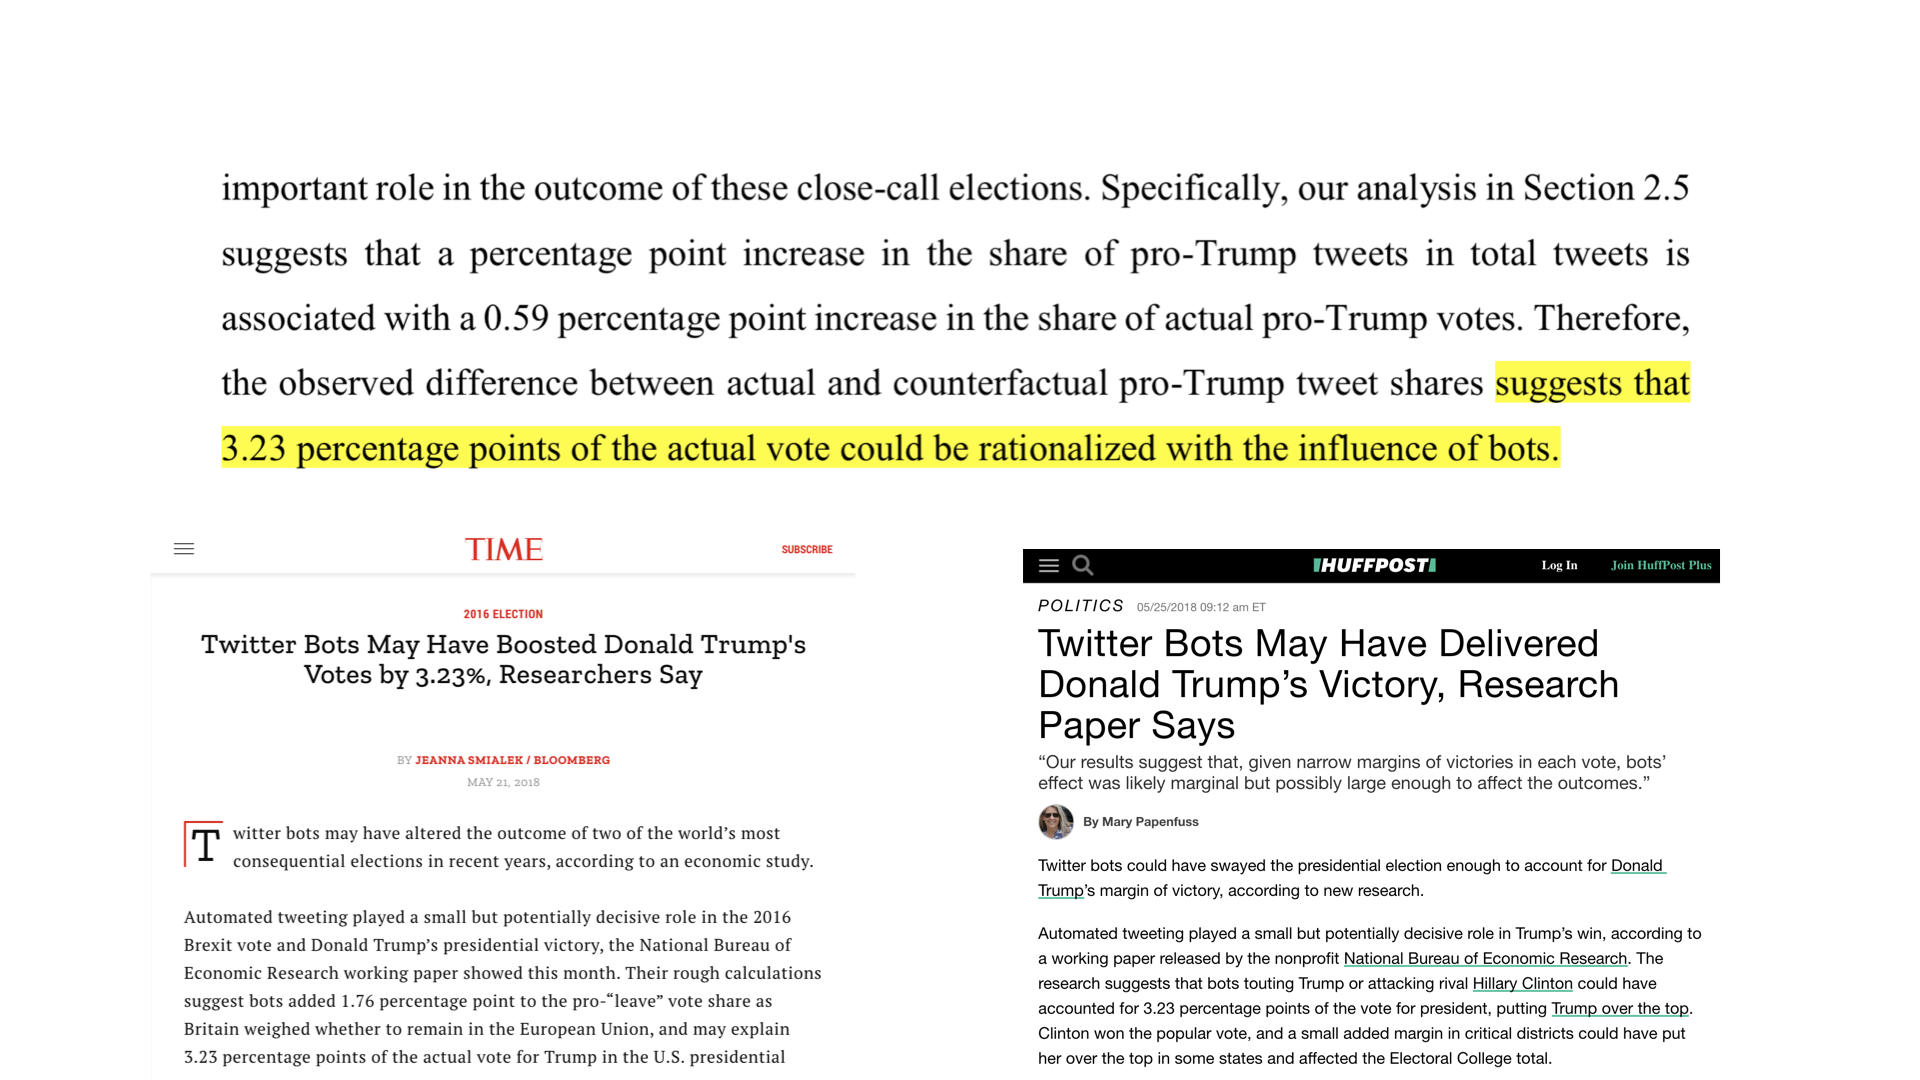 important role in the outcome of these close-call elections. Specifically, our analysis in Section 2.5
suggests that a percentage point increase in the share of pro-Trump tweets in total tweets is
associated with a 0.59 percentage point increase in the share of actual pro-Trump votes. Therefore,
the observed difference between actual and counterfactual pro-Trump tweet shares suggests that
3.23 percentage points of the actual vote could be rationalized with the influence of bots.
TIME
SUBSCRIBE
2016 ELECTION
Twitter Bots May Have Boosted Donald Trump's
Votes by 3.23%, Researchers Say
BY JEANNA SMIALEK / BLOOMBERG
MAY 21, 2018
Twitter bots may have altered the outcome of two of the world’s most
consequential elections in recent years, according to an economic study.
Automated tweeting played a small but potentially decisive role in the 2016
Brexit vote and Donald Trump’s presidential victory, the National Bureau of
Economic Research working paper showed this month. Their rough calculations
suggest bots added 1.76 percentage point to the pro-“leave” vote share as
Britain weighed whether to remain in the European Union, and may explain
3.23 percentage points of the actual vote for Trump in the U.S. presidential
HUFFPOST
Log In
Join HuffPost Plus
POLITICS 05/25/2018 09:12 am ET
Twitter Bots May Have Delivered
Donald Trump’s Victory, Research
Paper Says
“Our results suggest that, given narrow margins of victories in each vote, bots’
effect was likely marginal but possibly large enough to affect the outcomes.”
By Mary Papenfuss
Twitter bots could have swayed the presidential election enough to account for Donald
Trump’s margin of victory, according to new research.
Automated tweeting played a small but potentially decisive role in Trump’s win, according to
a working paper released by the nonprofit National Bureau of Economic Research. The
research suggests that bots touting Trump or attacking rival Hillary Clinton could have
accounted for 3.23 percentage points of the vote for president, putting Trump over the top.
Clinton won the popular vote, and a small added margin in critical districts could have put
her over the top in some states and affected the Electoral College total.